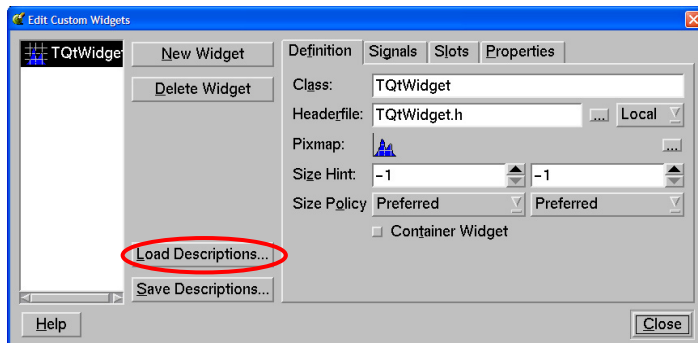 Edit Custom Widgets
TQtWidget
New Widget
Delete Widget
Load Descriptions...
Save Descriptions...
Definition Signals Slots Properties
Class: TQtWidget
Headerfile: TQtWidget.h ... Local
Pixmap: ...
Size Hint: -1 -1
Size Policy Preferred Preferred
Container Widget
Help Close